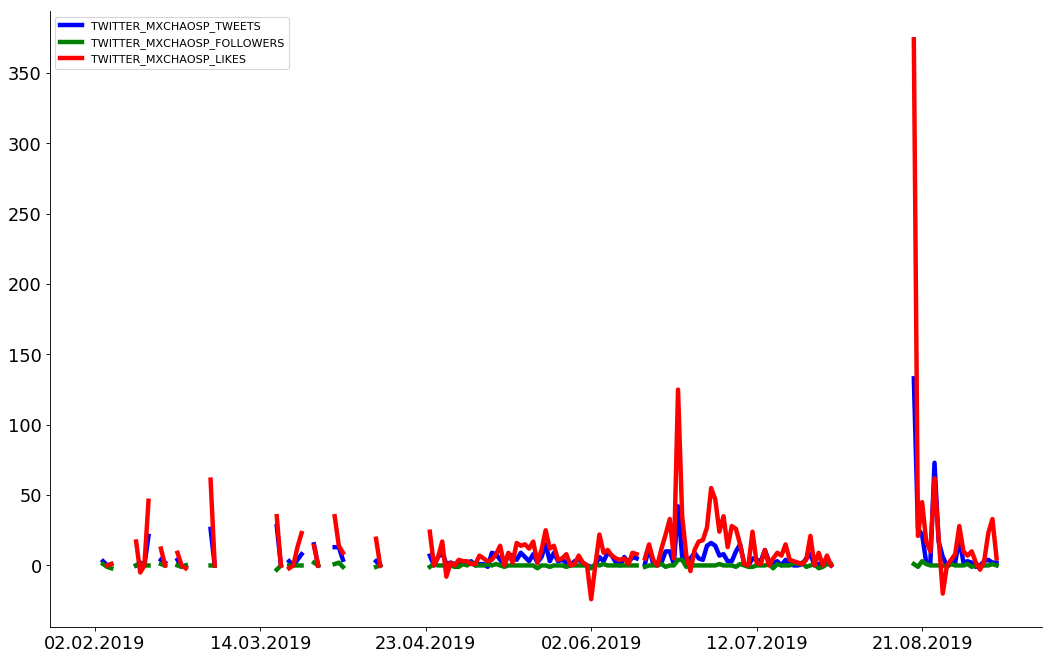 TWITTER_MXCHAOSP_TWEETS
TWITTER_MXCHAOSP_FOLLOWERS
TWITTER_MXCHAOSP_LIKES
350
300
250
200
150
100
50
0
02.02.2019 14.03.2019 23.04.2019 02.06.2019 12.07.2019 21.08.2019